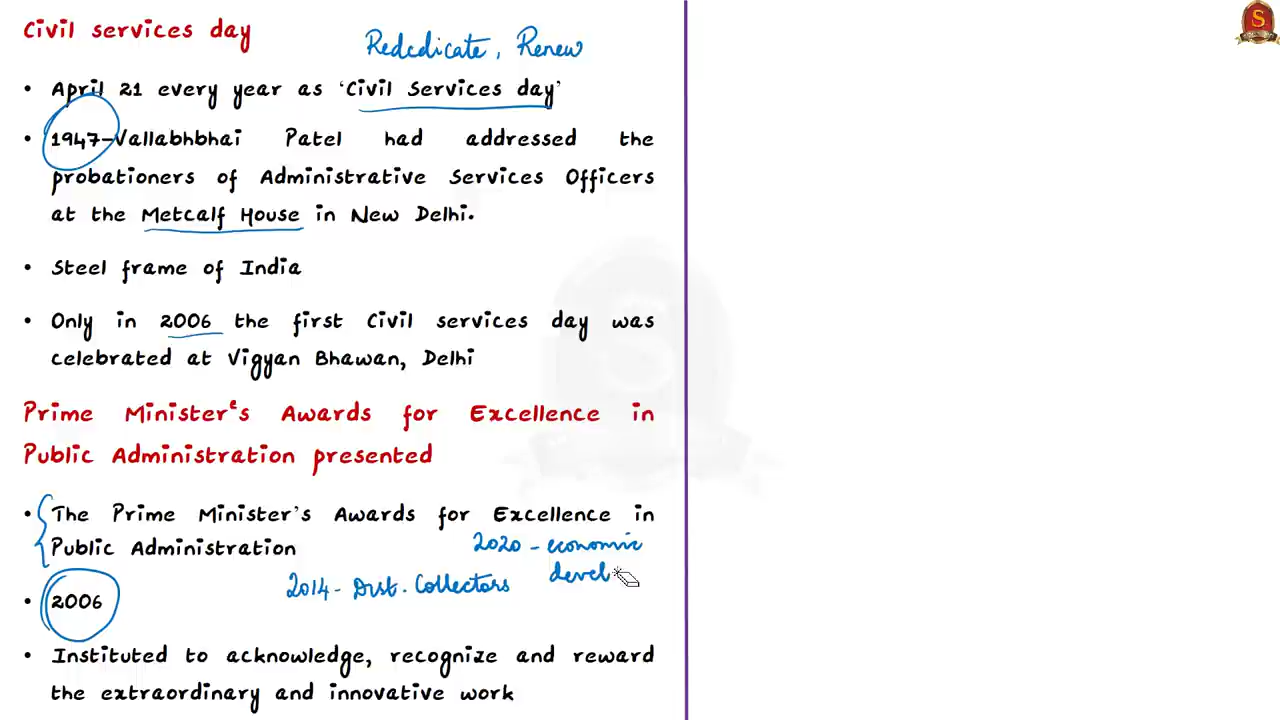 Civil services day
Rededicate, Renew
• April 21 every year as ‘Civil Services day’
• 1947-Vallabhbhai Patel had addressed the
probationers of Administrative Services Officers
at the Metcalf House in New Delhi.
• Steel frame of India
• Only in 2006 the first Civil services day was
celebrated at Vigyan Bhawan, Delhi
Prime Minister's Awards for Excellence in
Public Administration presented
• The Prime Minister's Awards for Excellence in
Public Administration
2020 - economic
devel
2014 - Dist. Collectors
• 2006
• Instituted to acknowledge, recognize and reward
the extraordinary and innovative work